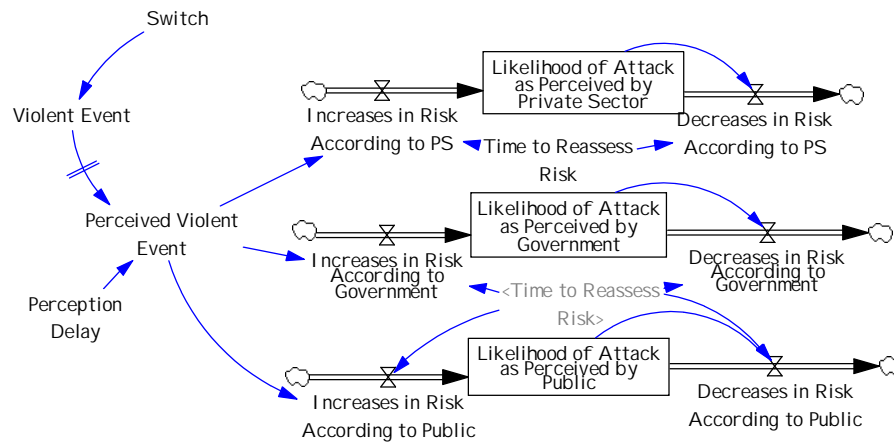 Switch
Violent Event
Perceived Violent
Event
Perception
Delay
Likelihood of Attack
as Perceived by
Private Sector
Increases in Risk
According to PS
Time to Reassess
Risk
Decreases in Risk
According to PS
Likelihood of Attack
as Perceived by
Government
Increases in Risk
According to
Government
Decreases in Risk
According to
Government
<Time to Reassess
Risk>
Likelihood of Attack
as Perceived by
Public
Increases in Risk
According to Public
Decreases in Risk
According to Public